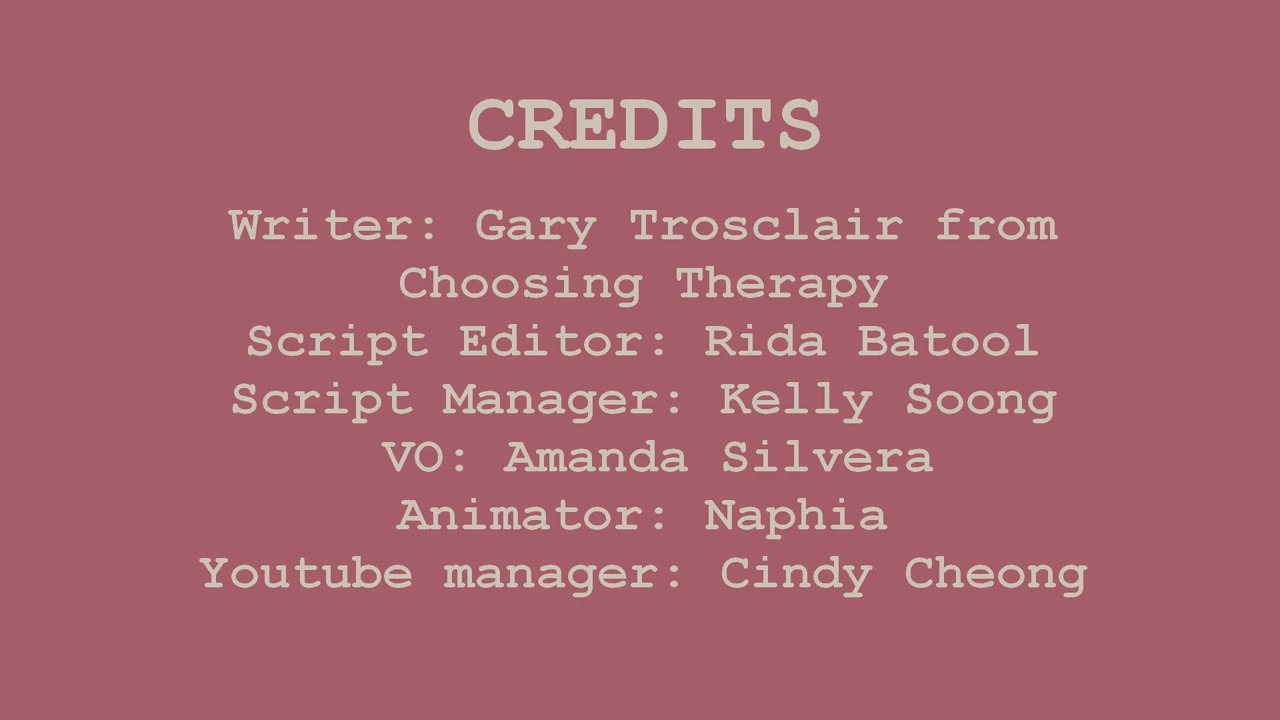 CREDITS
Writer: Gary Trosclair from
Choosing Therapy
Script Editor: Rida Batool
Script Manager: Kelly Soong
VO: Amanda Silvera
Animator: Naphia
Youtube manager: Cindy Cheong